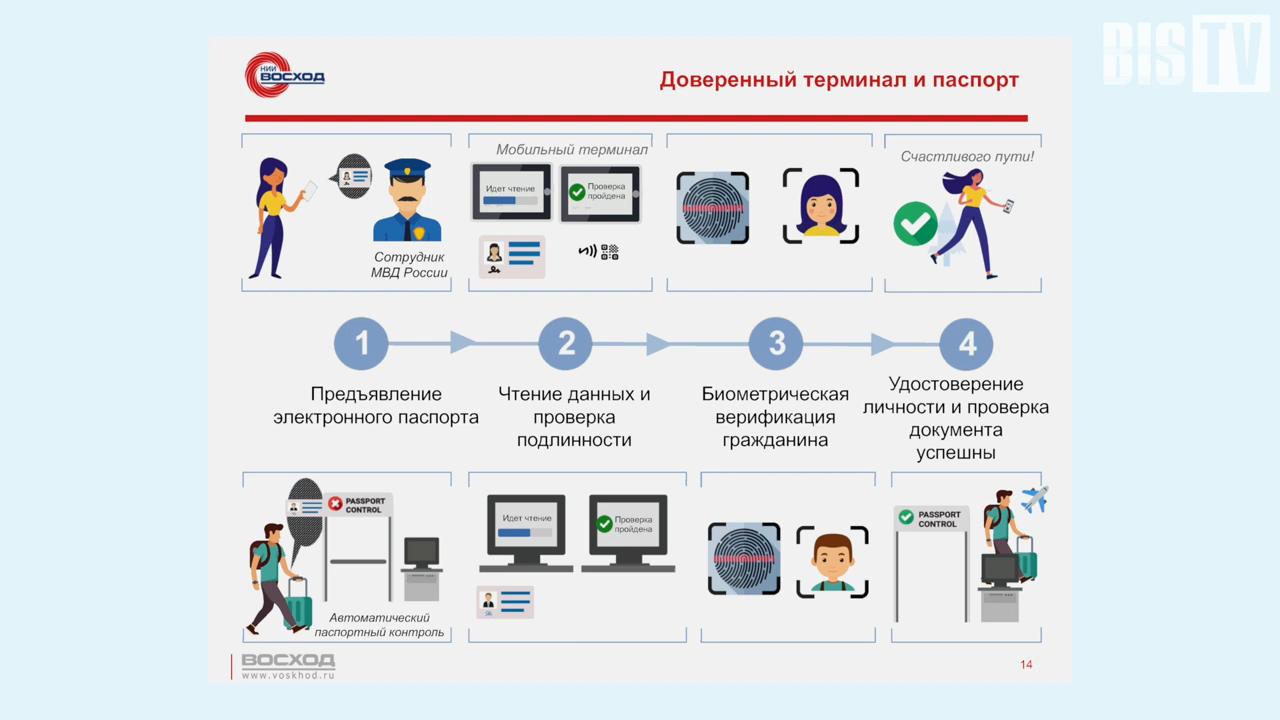 BIS TV
НИИ
ВОСХОД
Доверенный терминал и паспорт
Сотрудник
МВД России
Мобильный терминал
Идет чтение
Проверка
пройдена
Счастливого пути!
1
2
3
4
Предъявление
электронного паспорта
Чтение данных и
проверка
подлинности
Биометрическая
верификация
гражданина
Удостоверение
личности и проверка
документа
успешны
PASSPORT
CONTROL
Автоматический
паспортный контроль
Идет чтение
Проверка
пройдена
PASSPORT
CONTROL
ВОСХОД
www.voskhod.ru
14